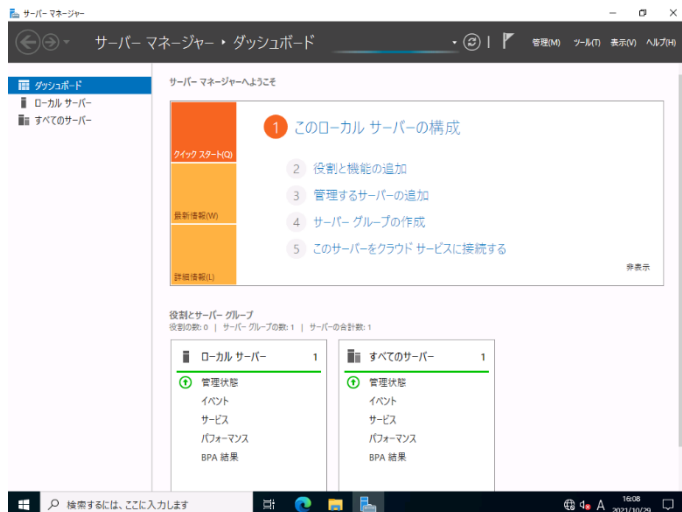 サーバー マネージャー
サーバー マネージャー ・ ダッシュボード
管理(M) ツール(T) 表示(V) ヘルプ(H)
ダッシュボード
ローカル サーバー
すべてのサーバー
サーバー マネージャーへようこそ
クイック スタート(Q)
最新情報(W)
詳細情報(L)
1 このローカル サーバーの構成
2 役割と機能の追加
3 管理するサーバーの追加
4 サーバー グループの作成
5 このサーバーをクラウド サービスに接続する
非表示
役割とサーバー グループ
役割の数: 0 | サーバー グループの数: 1 | サーバーの合計数: 1
ローカル サーバー 1
管理状態
イベント
サービス
パフォーマンス
BPA 結果
すべてのサーバー 1
管理状態
イベント
サービス
パフォーマンス
BPA 結果
検索するには、ここに入力します
A
16:08
2021/10/29